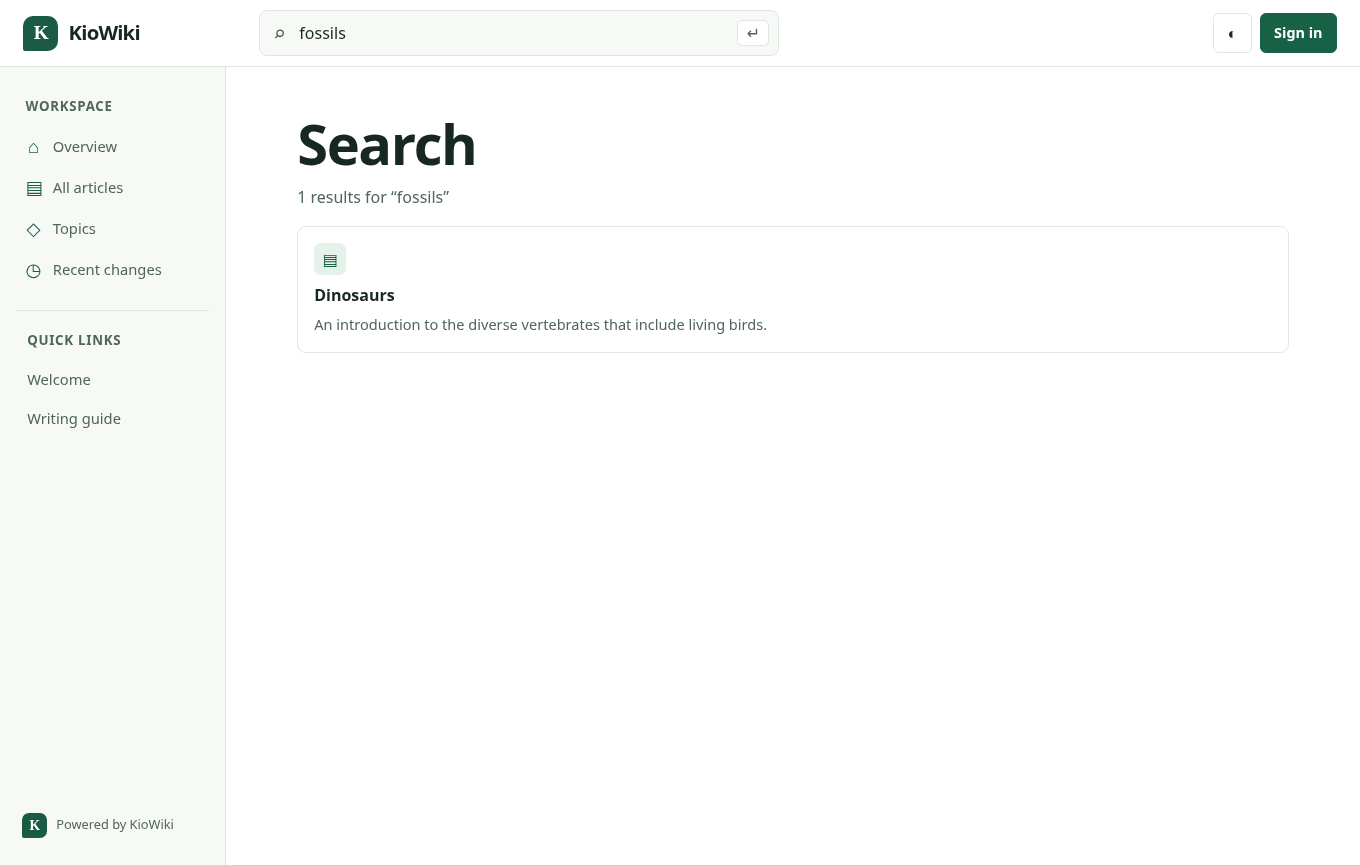 K KioWiki
fossils
Sign in
WORKSPACE
Overview
All articles
Topics
Recent changes
QUICK LINKS
Welcome
Writing guide
K Powered by KioWiki
Search
1 results for “fossils”
Dinosaurs
An introduction to the diverse vertebrates that include living birds.